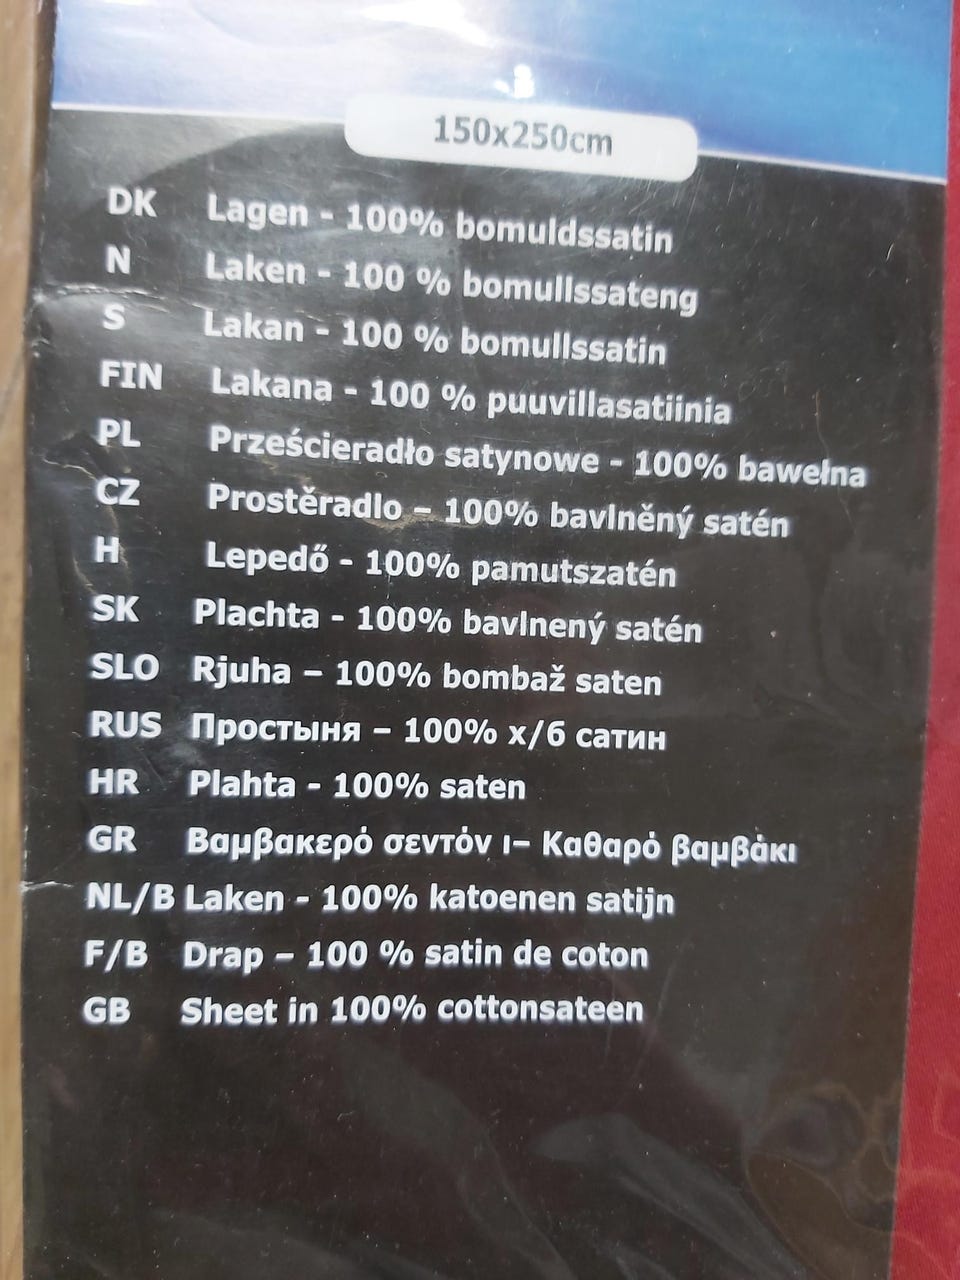 150x250cm
DK Lagen - 100% bomuldssatin
N Laken - 100 % bomullssateng
S Lakan - 100 % bomullssatin
FIN Lakana - 100 % puuvillasatiinia
PL Prześcieradło satynowe - 100% bawełna
CZ Prostěradlo – 100% bavlněný satén
H Lepedő - 100% pamutszatén
SK Plachta - 100% bavlnený satén
SLO Rjuha – 100% bombaž saten
RUS Простыня – 100% х/б сатин
HR Plahta - 100% saten
GR Βαμβακερό σεντόν ι– Καθαρό βαμβάκι
NL/B Laken - 100% katoenen satijn
F/B Drap – 100 % satin de coton
GB Sheet in 100% cottonsateen